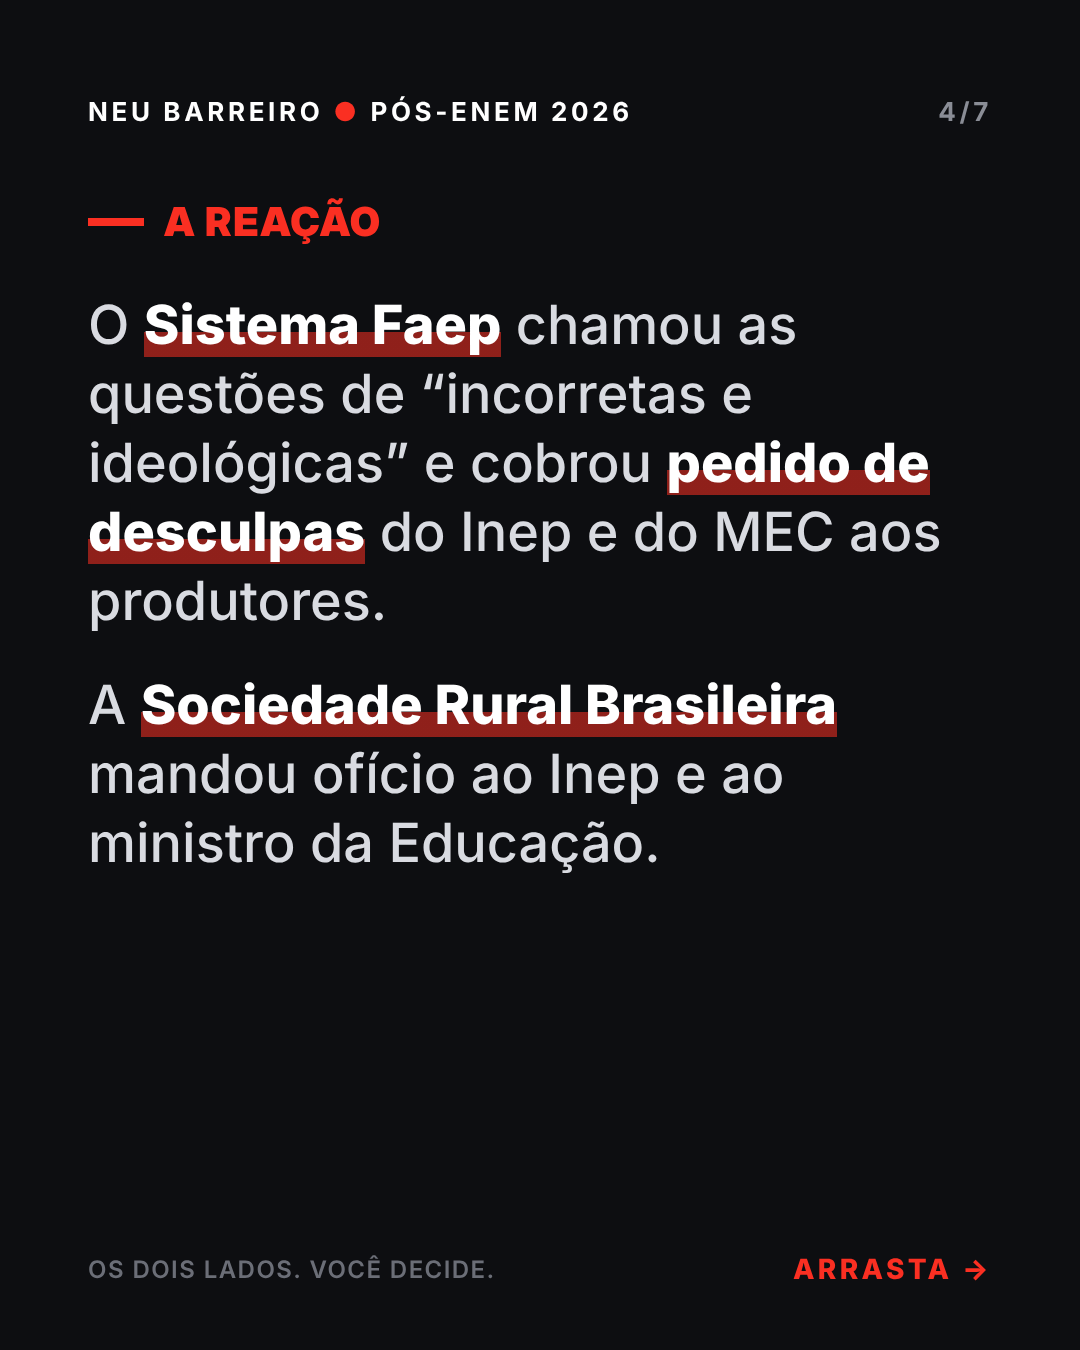 NEU BARREIRO ● PÓS-ENEM 2026
4/7
A REAÇÃO
O Sistema Faep chamou as
questões de “incorretas e
ideológicas” e cobrou pedido de
desculpas do Inep e do MEC aos
produtores.
A Sociedade Rural Brasileira
mandou ofício ao Inep e ao
ministro da Educação.
OS DOIS LADOS. VOCÊ DECIDE.
ARRASTA →